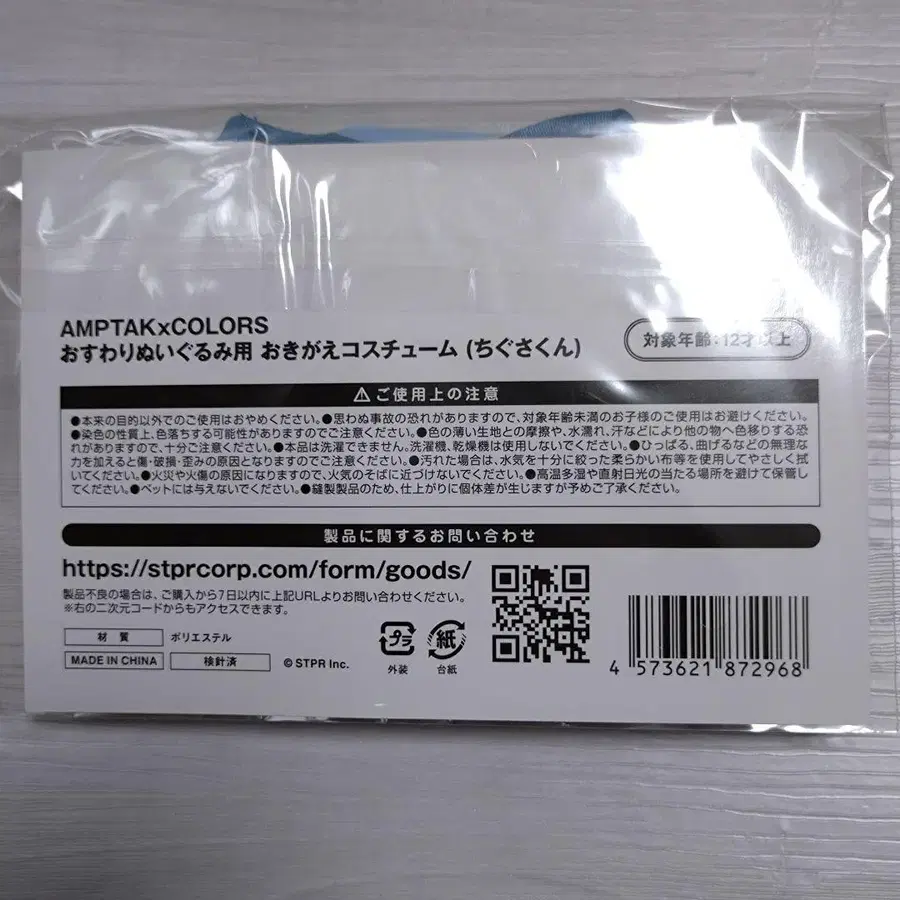 AMPTAKxCOLORS
おすわりぬいぐるみ用 おきがえコスチューム (ちぐさくん)
対象年齢:12才以上
⚠ご使用上の注意
●本来の目的以外でのご使用はおやめください。●思わぬ事故の恐れがありますので、対象年齢未満のお子様のご使用はお避けください。
●染色の性質上、色落ちする可能性がありますのでご注意ください。●色の薄い生地との摩擦や、水濡れ、汗などにより他の物へ色移りする恐
れがありますので、十分ご注意ください。●本品は洗濯できません。洗濯機、乾燥機は使用しないでください。●ひっぱる、曲げるなどの無理な
力を加えると傷・破損・歪みの原因となりますのでご注意ください。●汚れた場合は、水気を十分に絞った柔らかい布等を使用してやさしく拭
いてください。●火災や火傷の原因になりますので、火気のそばに近づけないでください。●高温多湿や直射日光の当たる場所を避けて保管し
てください。●ペットには与えないでください。●縫製製品のため、仕上がりに個体差が生じますが予めご了承ください。
製品に関するお問い合わせ
https://stprcorp.com/form/goods/
製品不良の場合は、ご購入から7日以内に上記URLよりお問い合わせください。
※右の二次元コードからもアクセスできます。
材質 ポリエステル
MADE IN CHINA 検針済 ©STPR Inc.
プラ 外装
紙 台紙
4 573621 872968